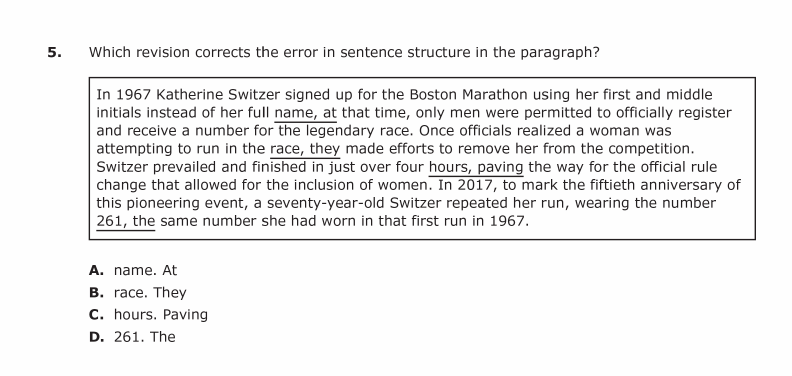 5. Which revision corrects the error in sentence structure in the paragraph?
In 1967 Katherine Switzer signed up for the Boston Marathon using her first and middle
initials instead of her full name, at that time, only men were permitted to officially register
and receive a number for the legendary race. Once officials realized a woman was
attempting to run in the race, they made efforts to remove her from the competition.
Switzer prevailed and finished in just over four hours, paving the way for the official rule
change that allowed for the inclusion of women. In 2017, to mark the fiftieth anniversary of
this pioneering event, a seventy-year-old Switzer repeated her run, wearing the number
261, the same number she had worn in that first run in 1967.
A. name. At
B. race. They
C. hours. Paving
D. 261. The